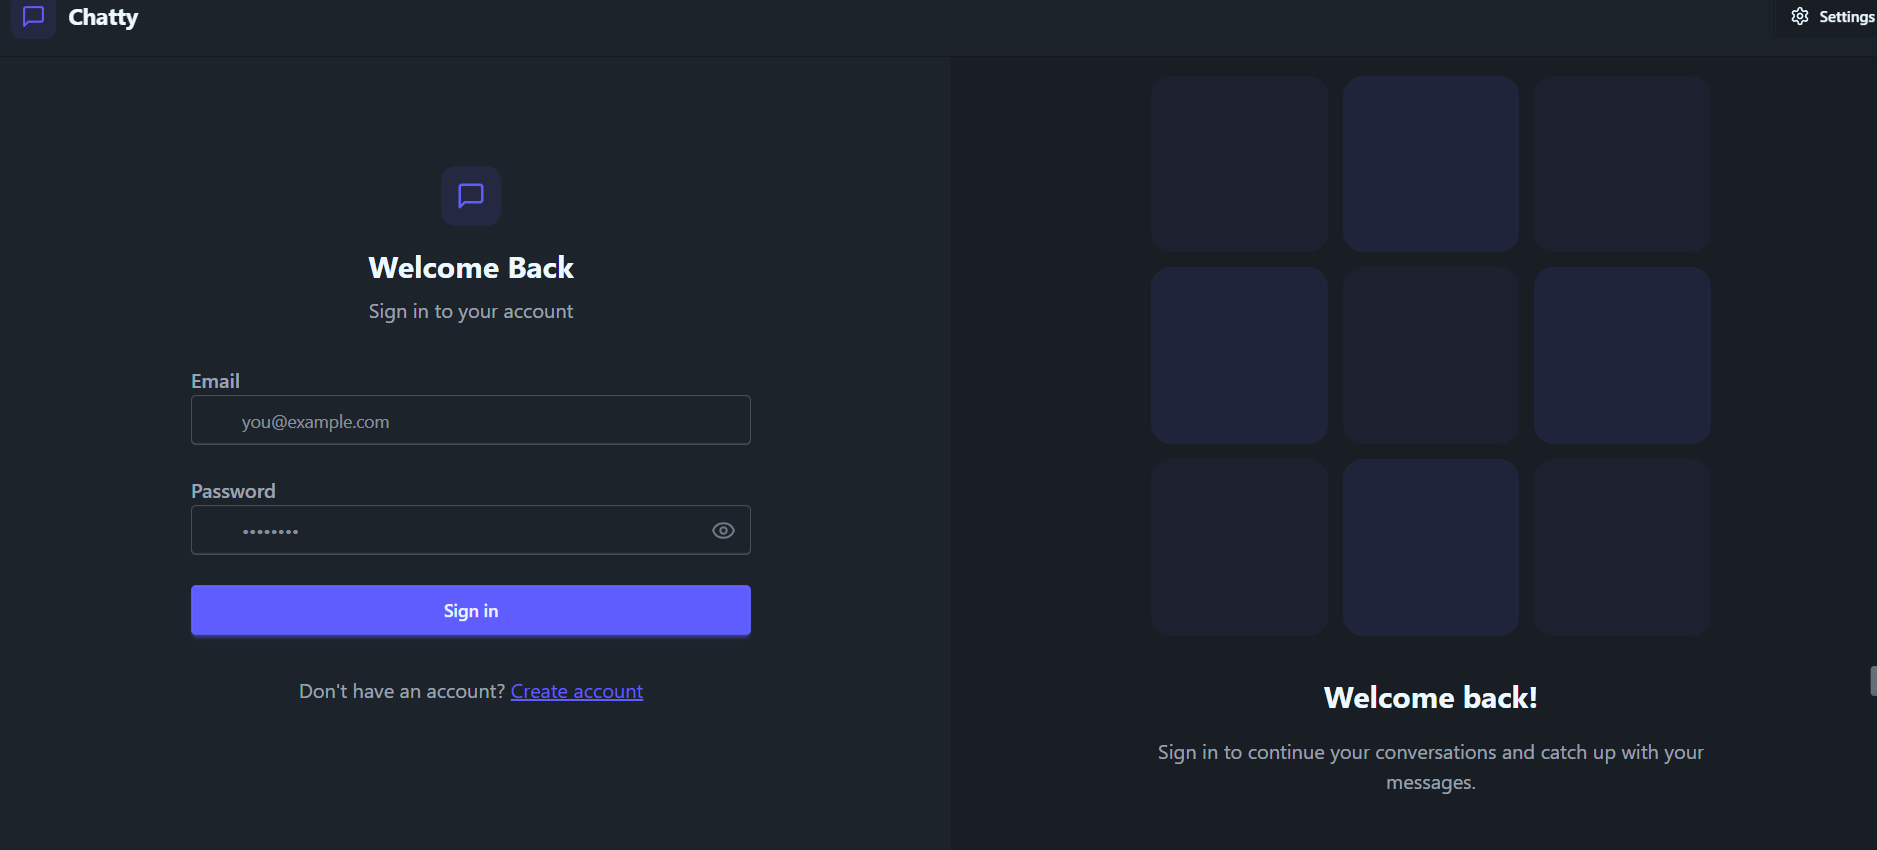 Chatty
Settings
Welcome Back
Sign in to your account
Email
you@example.com
Password
••••••••
Sign in
Don't have an account? Create account
Welcome back!
Sign in to continue your conversations and catch up with your
messages.